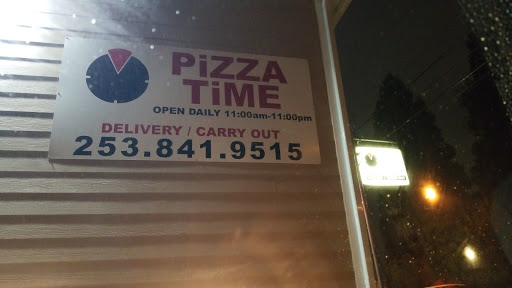 PiZZA
TiME
OPEN DAILY 11:00am-11:00pm
DELIVERY / CARRY OUT
253.841.9515